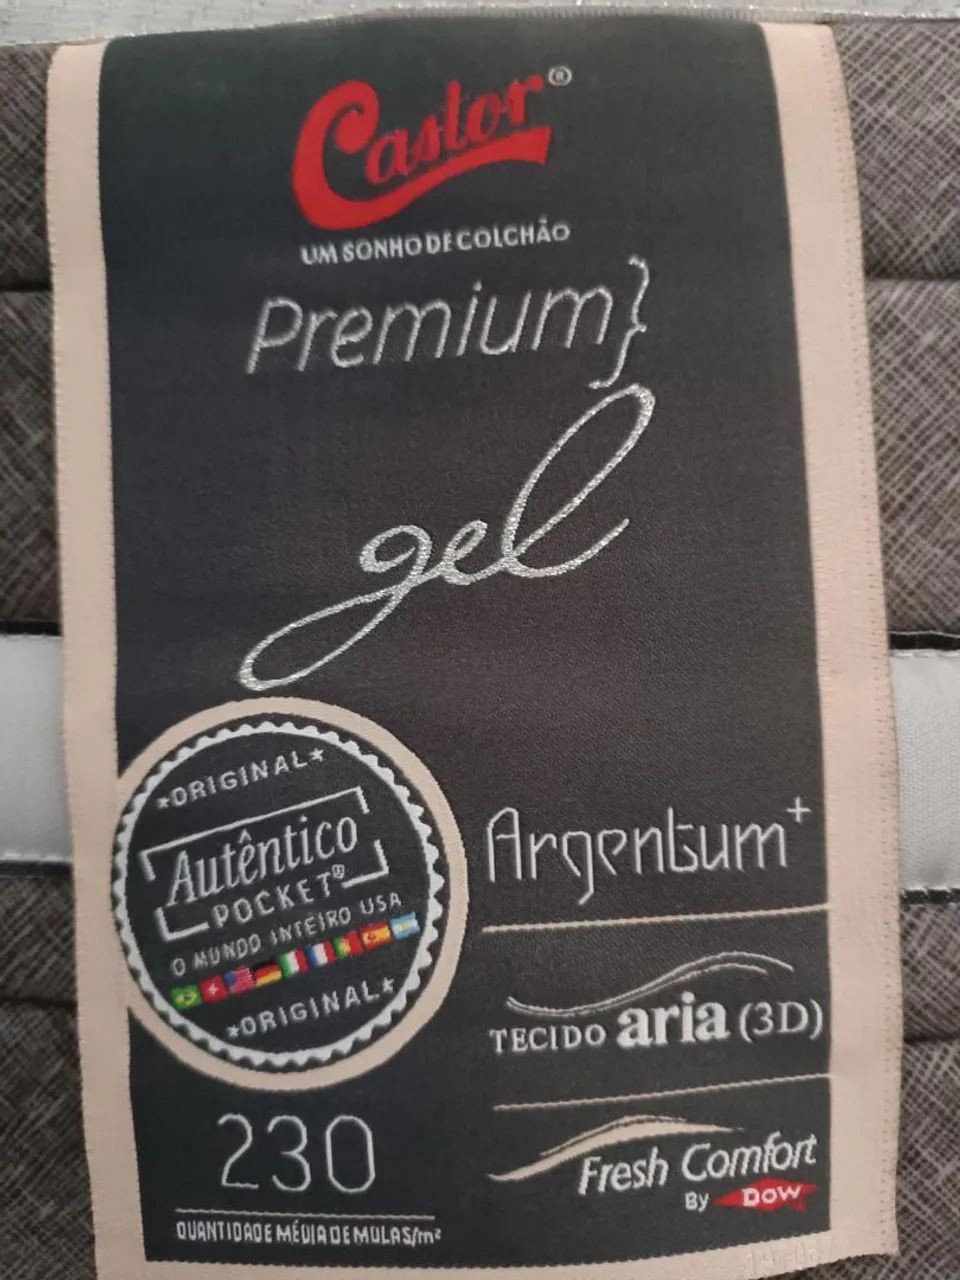 Castor®
UM SONHO DE COLCHÃO
Premium}
gel
★ORIGINAL★
Autêntico
POCKET®
O MUNDO INTEIRO USA
★ORIGINAL★
Argentum+
TECIDO aria (3D)
230
QUANTIDADE MÉDIA DE MULAS/m²
Fresh Comfort
By DOW